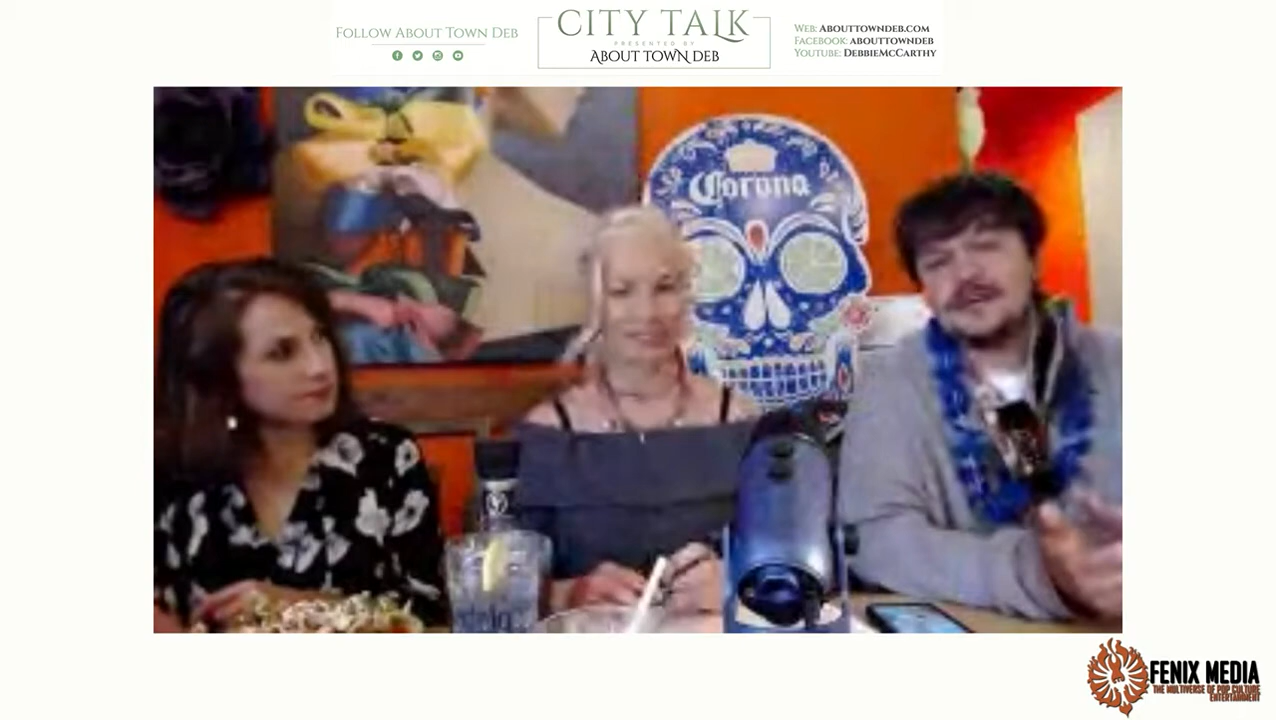 FOLLOW ABOUT TOWN DEB
CITY TALK
PRESENTED BY
ABOUT TOWN DEB
WEB: ABOUTTOWNDEB.COM
FACEBOOK: ABOUTTOWNDEB
YOUTUBE: DEBBIEMCCARTHY
Corona
FENIX MEDIA
THE MULTIVERSE OF POP CULTURE
ENTERTAINMENT